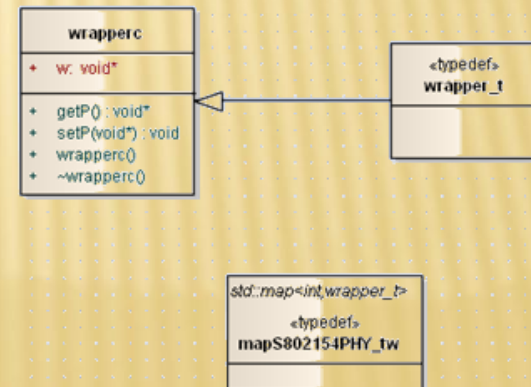 wrapperc
+ w: void*
+ getP() : void*
+ setP(void*) : void
+ wrapperc()
+ ~wrapperc()
«typedef»
wrapper_t
std::map<int,wrapper_t>
«typedef»
mapS802154PHY_tw